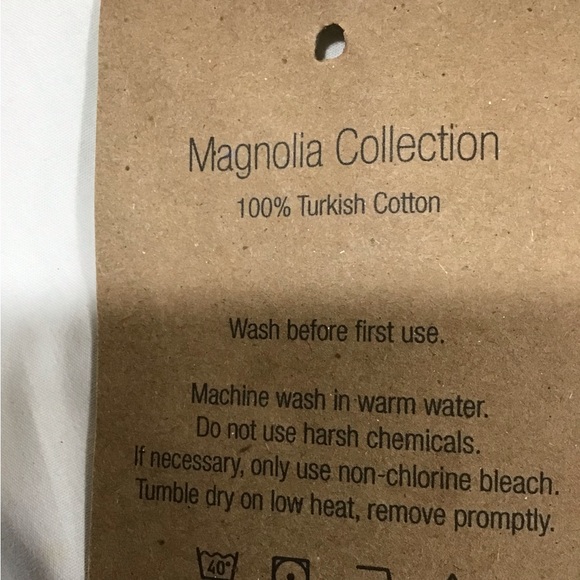 Magnolia Collection
100% Turkish Cotton
Wash before first use.
Machine wash in warm water.
Do not use harsh chemicals.
If necessary, only use non-chlorine bleach.
Tumble dry on low heat, remove promptly.
40°